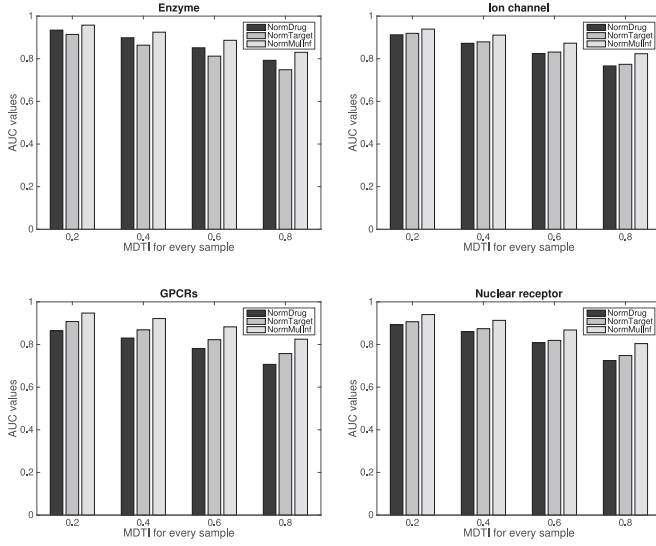 Enzyme
NormDrug
NormTarget
NormMulInf
AUC values
1
0.8
0.6
0.4
0.2
0
0.2 0.4 0.6 0.8
MDTI for every sample
Ion channel
NormDrug
NormTarget
NormMulInf
AUC values
1
0.8
0.6
0.4
0.2
0
0.2 0.4 0.6 0.8
MDTI for every sample
GPCRs
NormDrug
NormTarget
NormMulInf
AUC values
1
0.8
0.6
0.4
0.2
0
0.2 0.4 0.6 0.8
MDTI for every sample
Nuclear receptor
NormDrug
NormTarget
NormMulInf
AUC values
1
0.8
0.6
0.4
0.2
0
0.2 0.4 0.6 0.8
MDTI for every sample